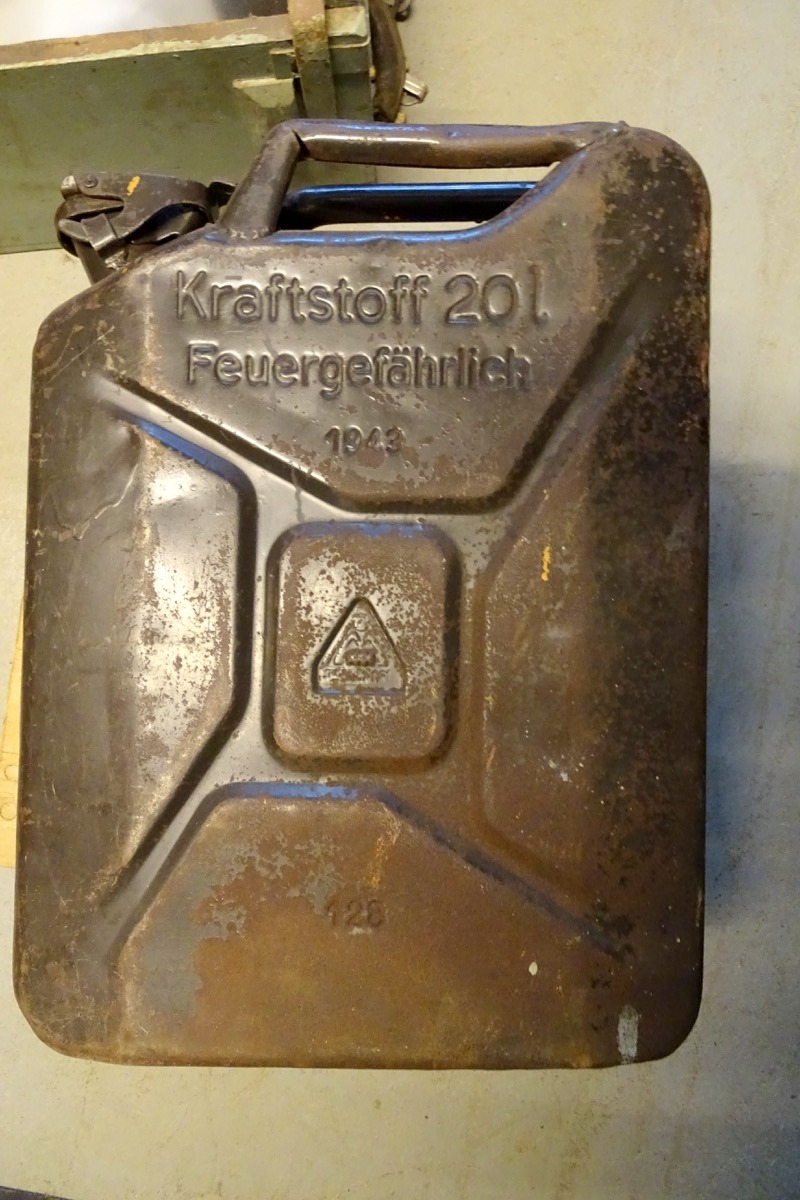 Kraftstoff 20 l.
Feuergefährlich
1943
128